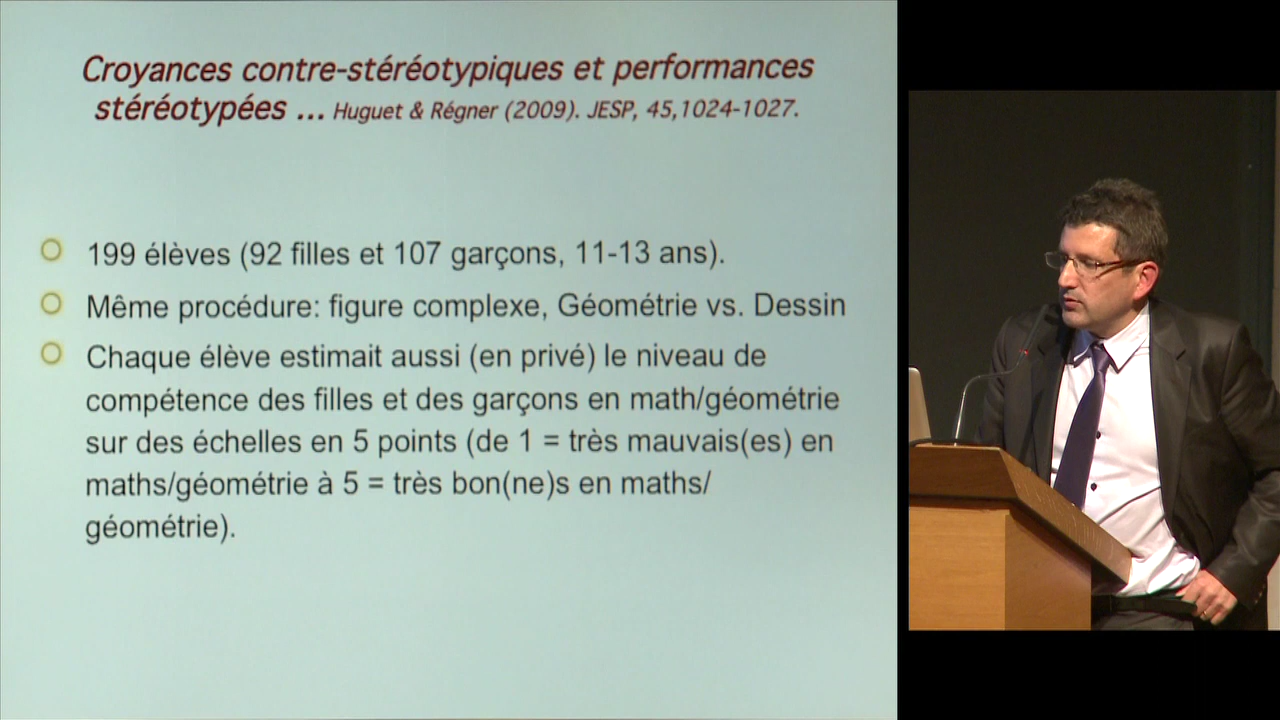 Croyances contre-stéréotypiques et performances
stéréotypées ... Huguet & Régner (2009). JESP, 45,1024-1027.
199 élèves (92 filles et 107 garçons, 11-13 ans).
Même procédure: figure complexe, Géométrie vs. Dessin
Chaque élève estimait aussi (en privé) le niveau de
compétence des filles et des garçons en math/géométrie
sur des échelles en 5 points (de 1 = très mauvais(es) en
maths/géométrie à 5 = très bon(ne)s en maths/
géométrie).